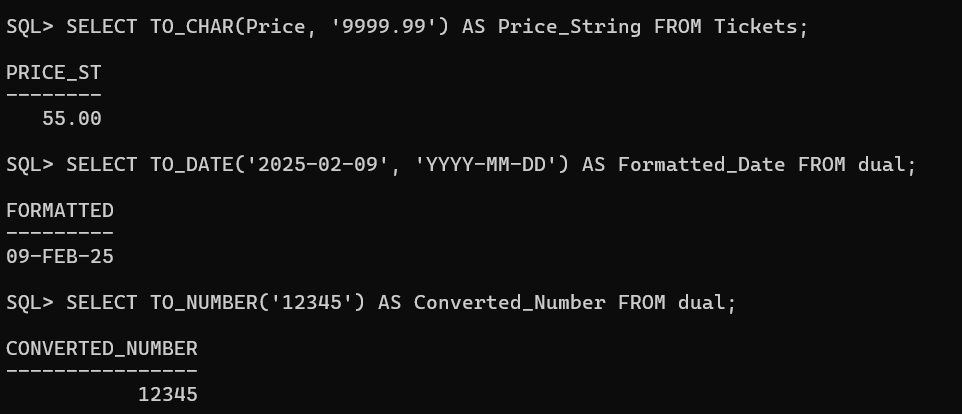 SQL> SELECT TO_CHAR(Price, '9999.99') AS Price_String FROM Tickets;
PRICE_ST
--------
   55.00
SQL> SELECT TO_DATE('2025-02-09', 'YYYY-MM-DD') AS Formatted_Date FROM dual;
FORMATTED
---------
09-FEB-25
SQL> SELECT TO_NUMBER('12345') AS Converted_Number FROM dual;
CONVERTED_NUMBER
----------------
           12345